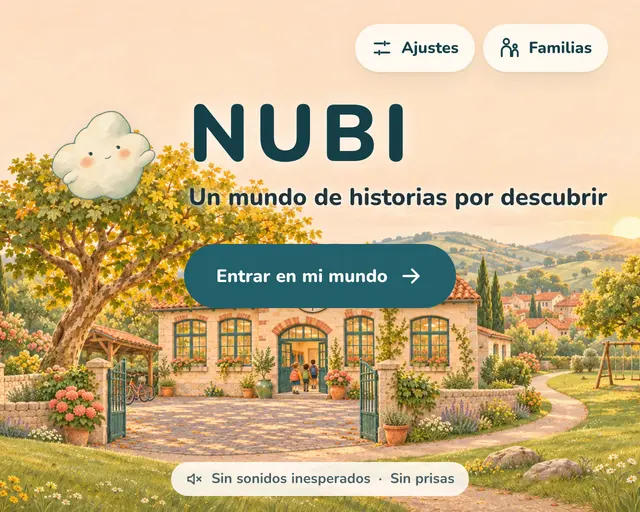 Ajustes
Familias
NUBI
Un mundo de historias por descubrir
Entrar en mi mundo
Sin sonidos inesperados · Sin prisas